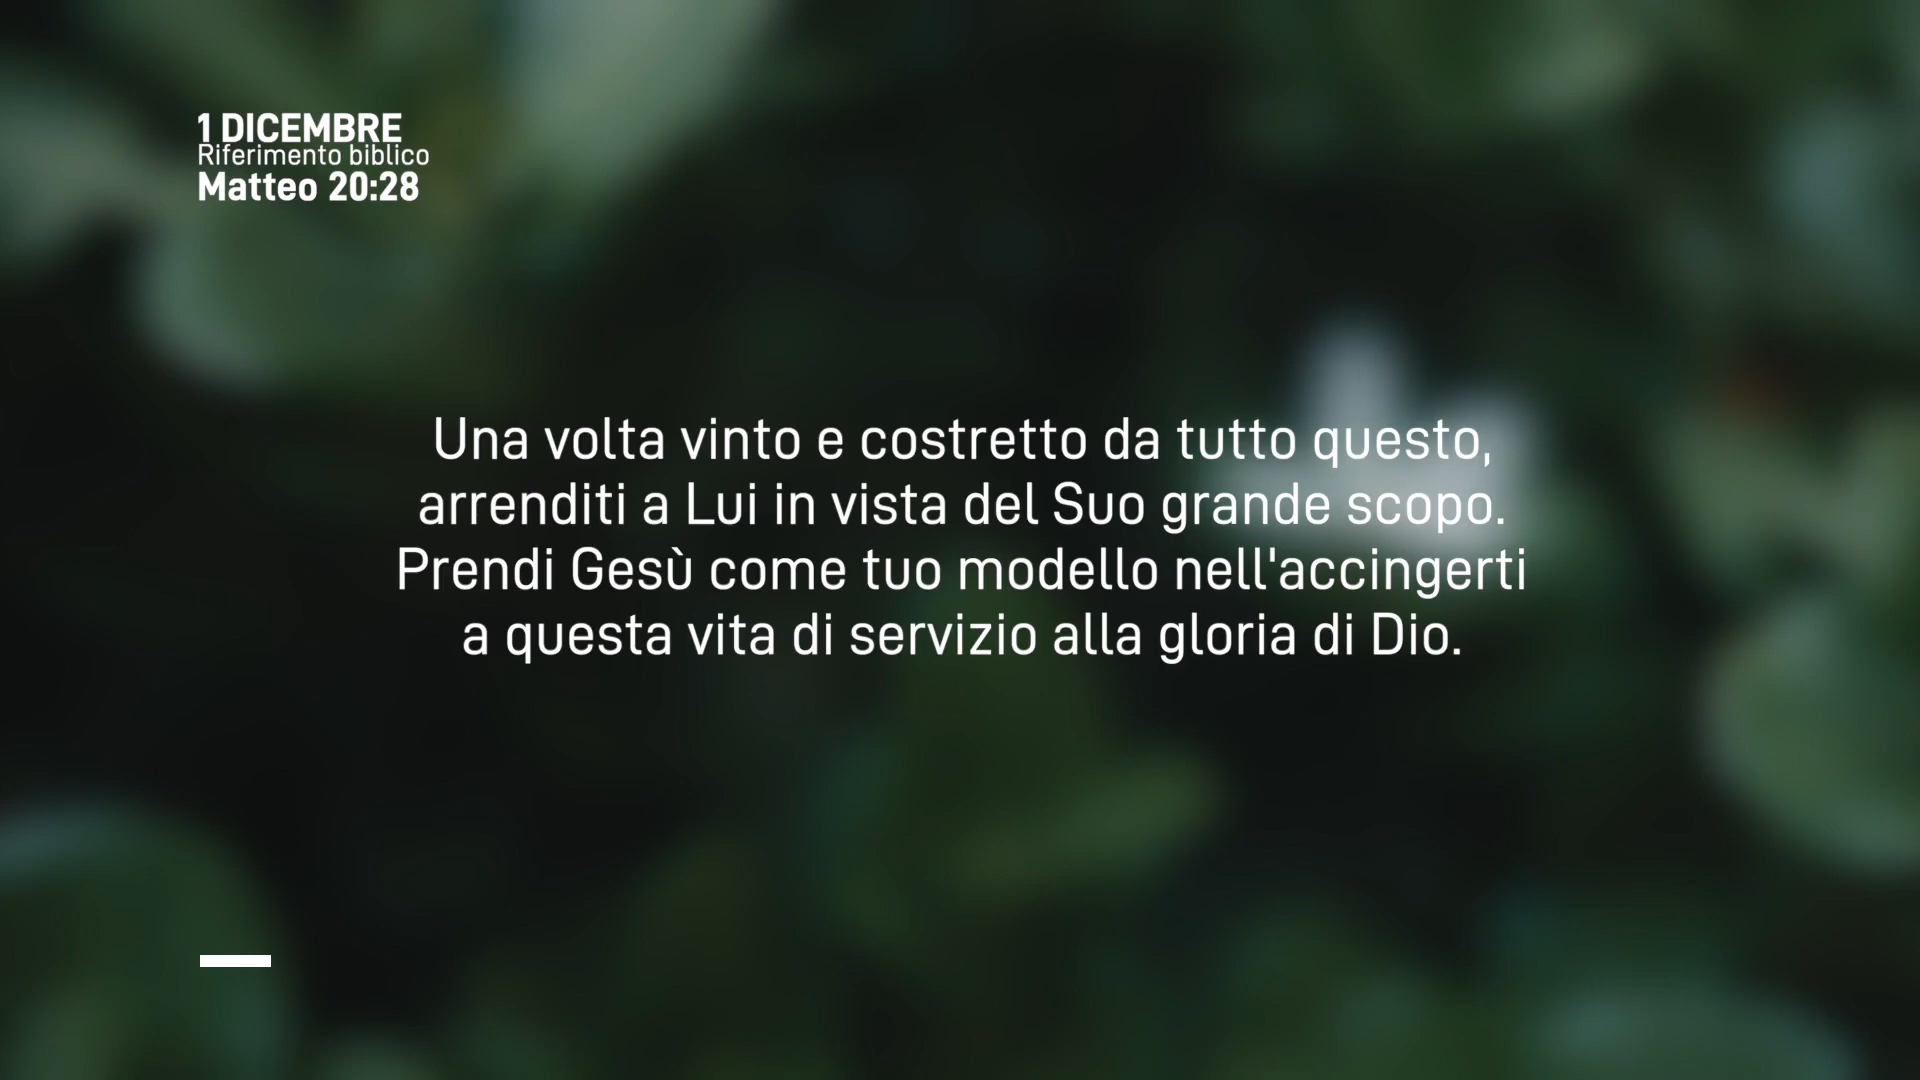 1 DICEMBRE
Riferimento biblico
Matteo 20:28
Una volta vinto e costretto da tutto questo,
arrenditi a Lui in vista del Suo grande scopo.
Prendi Gesù come tuo modello nell'accingerti
a questa vita di servizio alla gloria di Dio.